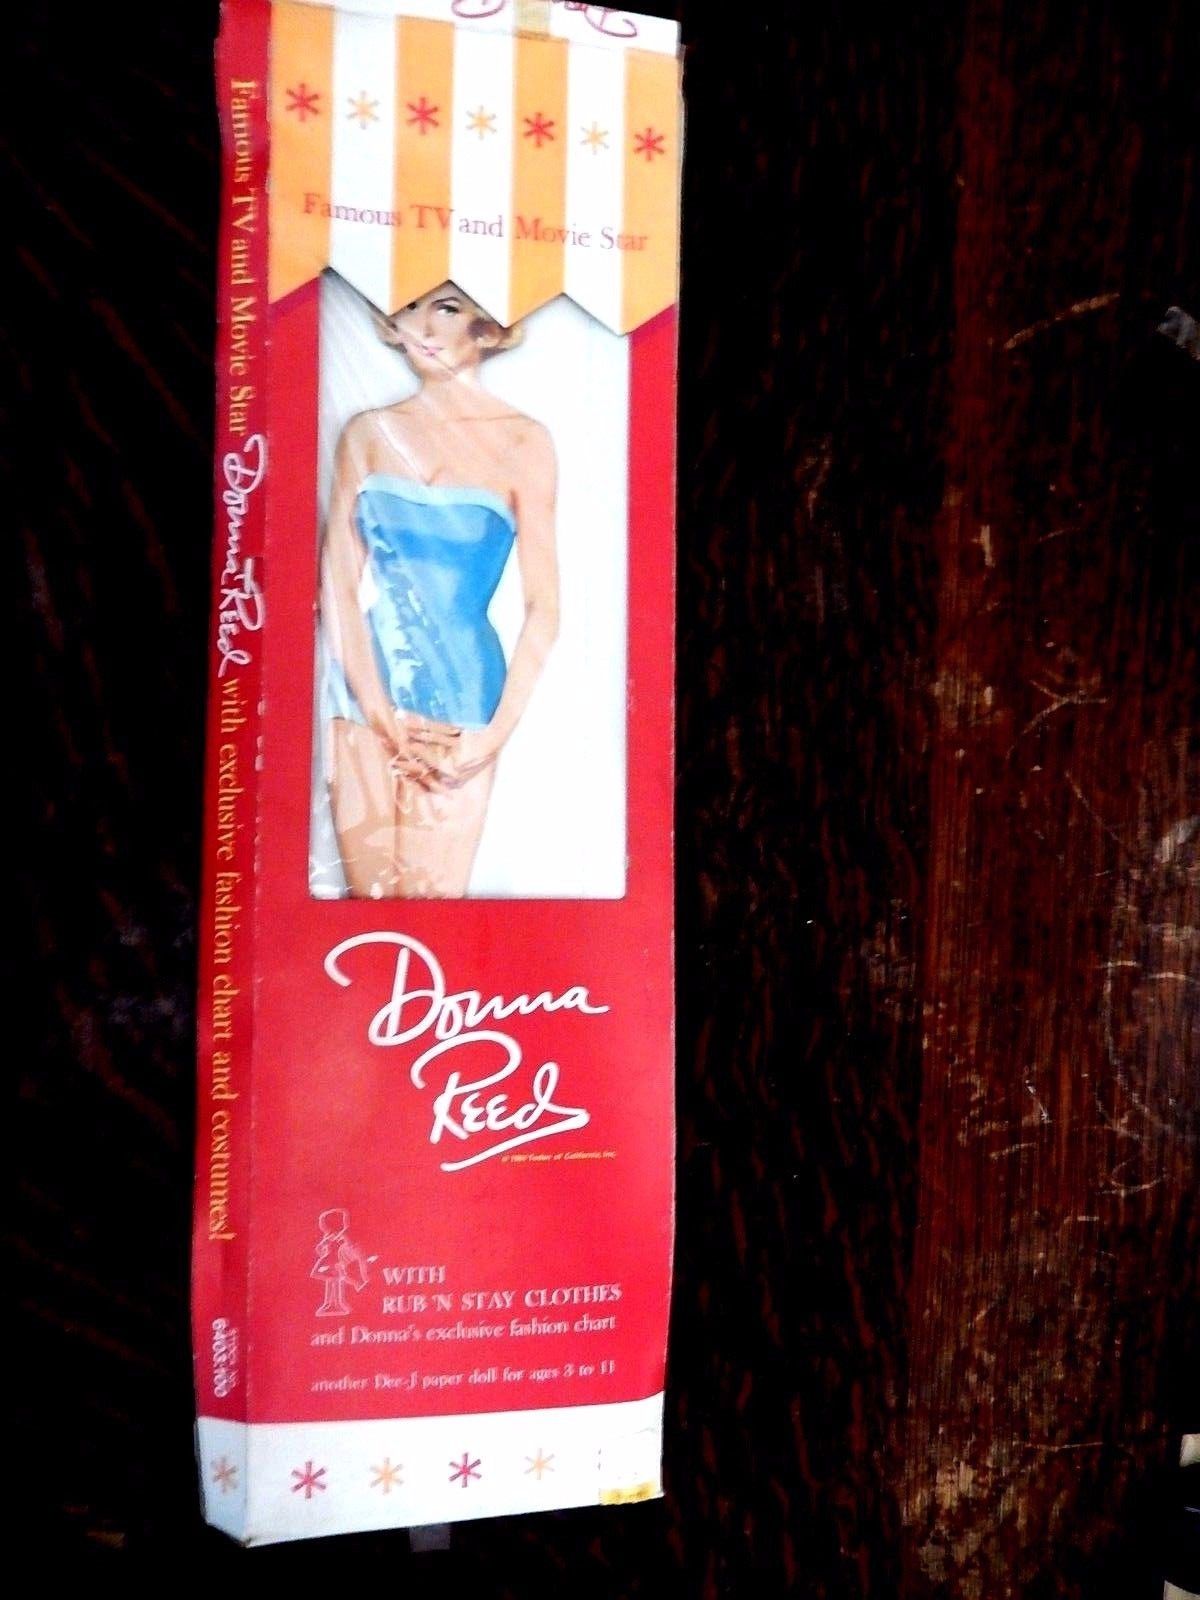 Famous TV and Movie Star
Donna
Reed
WITH
RUB 'N STAY CLOTHES
and Donna's exclusive fashion chart
another Dee-J paper doll for ages 3 to 11
Famous TV and Movie Star Donna Reed with exclusive fashion chart and costumes!
6403:100